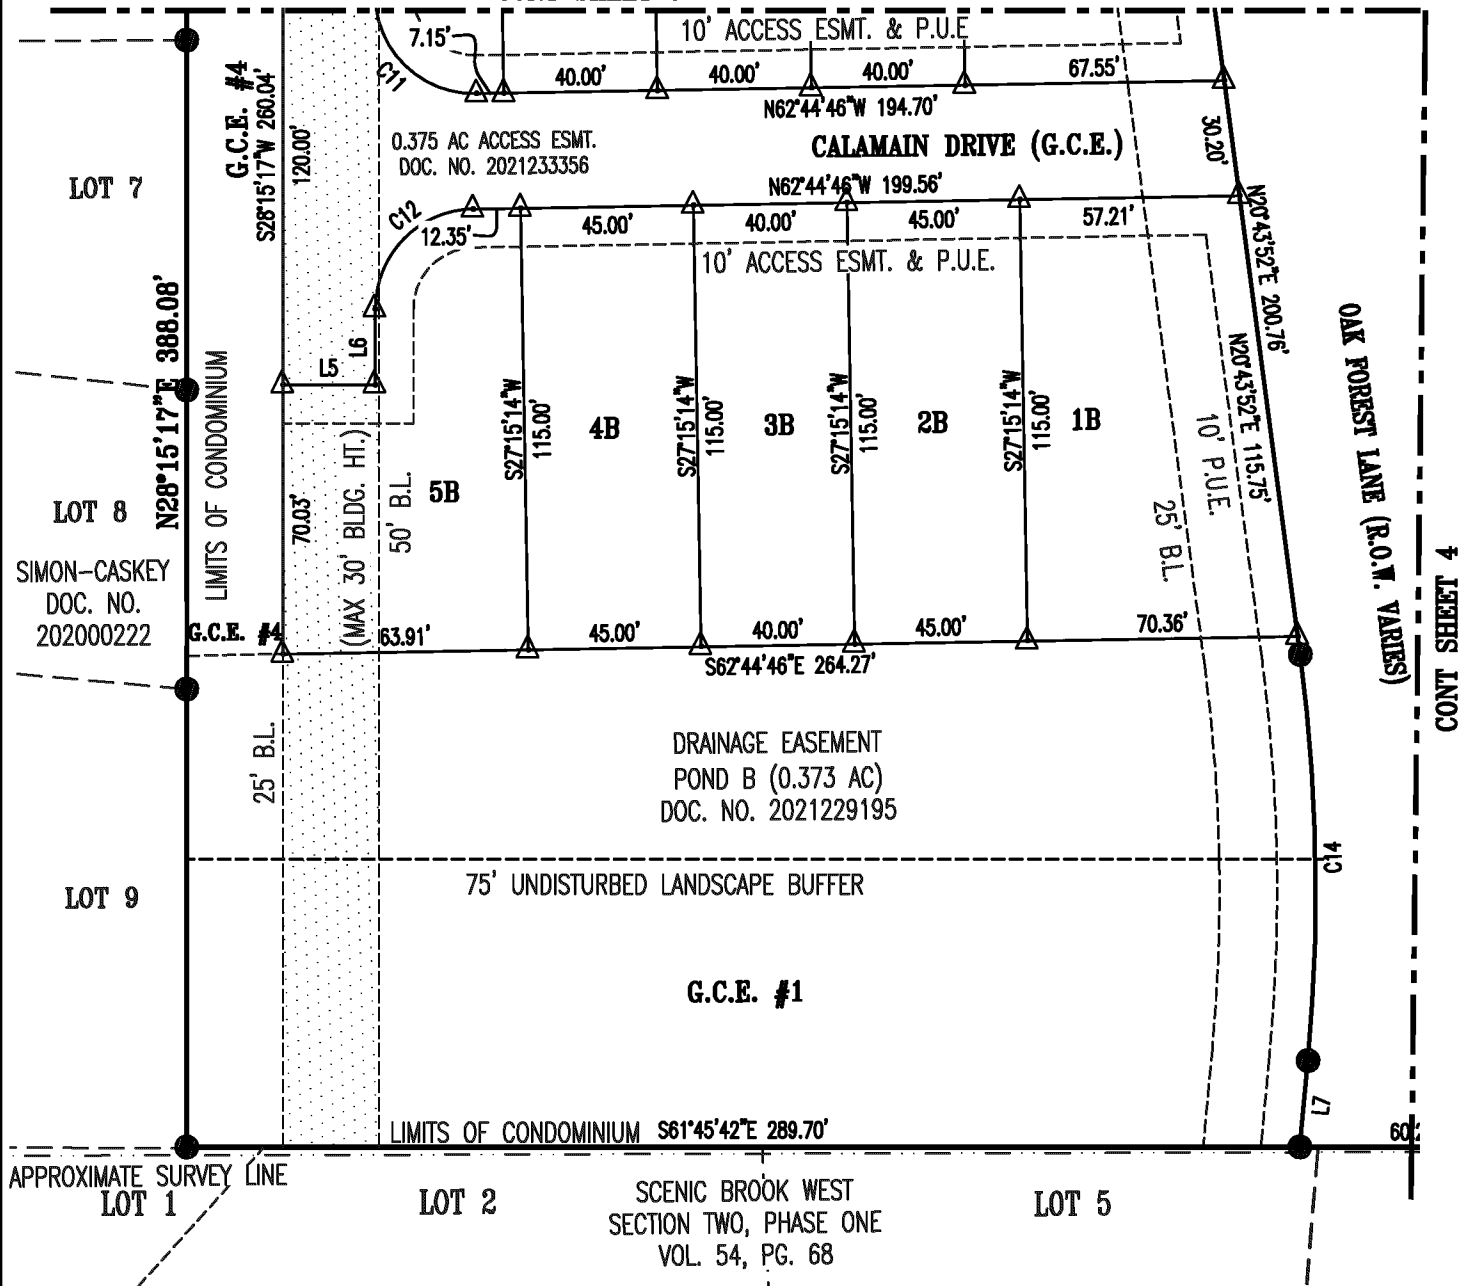 10' ACCESS ESMT. & P.U.E
7.15'
C11
40.00'
40.00'
40.00'
67.55'
N62°44'46"W 194.70'
G.C.E. #4
S28°15'17"W 260.04'
120.00'
0.375 AC ACCESS ESMT.
DOC. NO. 2021233356
CALAMAIN DRIVE (G.C.E.)
30.20'
LOT 7
N62°44'46"W 199.56'
C12
12.35'
45.00'
40.00'
45.00'
57.21'
10' ACCESS ESMT. & P.U.E.
N20°43'52"E 200.76'
N28°15'17"E 388.08'
LIMITS OF CONDOMINIUM
L5
L6
OAK FOREST LANE (R.O.W. VARIES)
N20°43'52"E 115.75'
10' P.U.E.
25' B.L.
S27°15'14"W
115.00'
4B
S27°15'14"W
115.00'
3B
S27°15'14"W
115.00'
2B
S27°15'14"W
115.00'
1B
5B
50' B.L.
(MAX 30' BLDG. HT.)
70.03'
LOT 8
SIMON-CASKEY
DOC. NO.
202000222
G.C.E. #4
63.91'
45.00'
40.00'
45.00'
70.36'
S62°44'46"E 264.27'
CONT SHEET 4
25' B.L.
DRAINAGE EASEMENT
POND B (0.373 AC)
DOC. NO. 2021229195
C14
75' UNDISTURBED LANDSCAPE BUFFER
LOT 9
G.C.E. #1
L7
LIMITS OF CONDOMINIUM S61°45'42"E 289.70'
APPROXIMATE SURVEY LINE
LOT 1
LOT 2
SCENIC BROOK WEST
SECTION TWO, PHASE ONE
VOL. 54, PG. 68
LOT 5